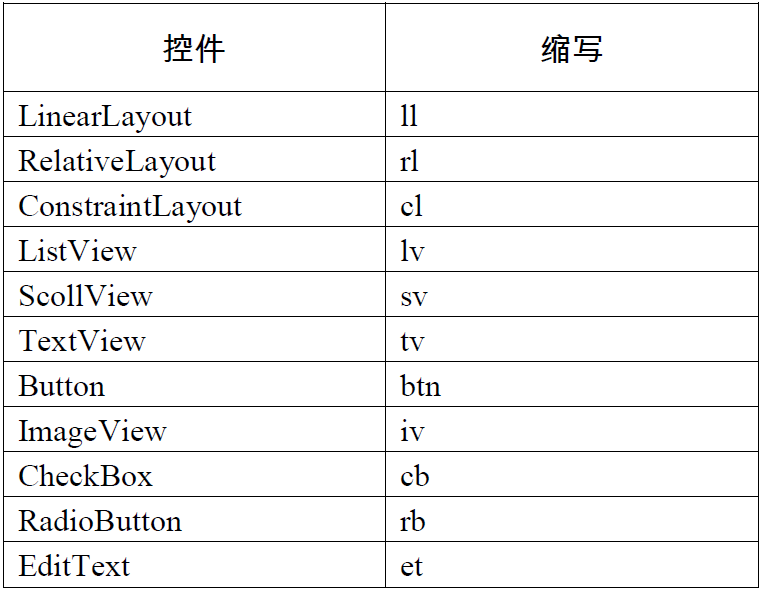 控件 缩写
LinearLayout ll
RelativeLayout rl
ConstraintLayout cl
ListView lv
ScollView sv
TextView tv
Button btn
ImageView iv
CheckBox cb
RadioButton rb
EditText et